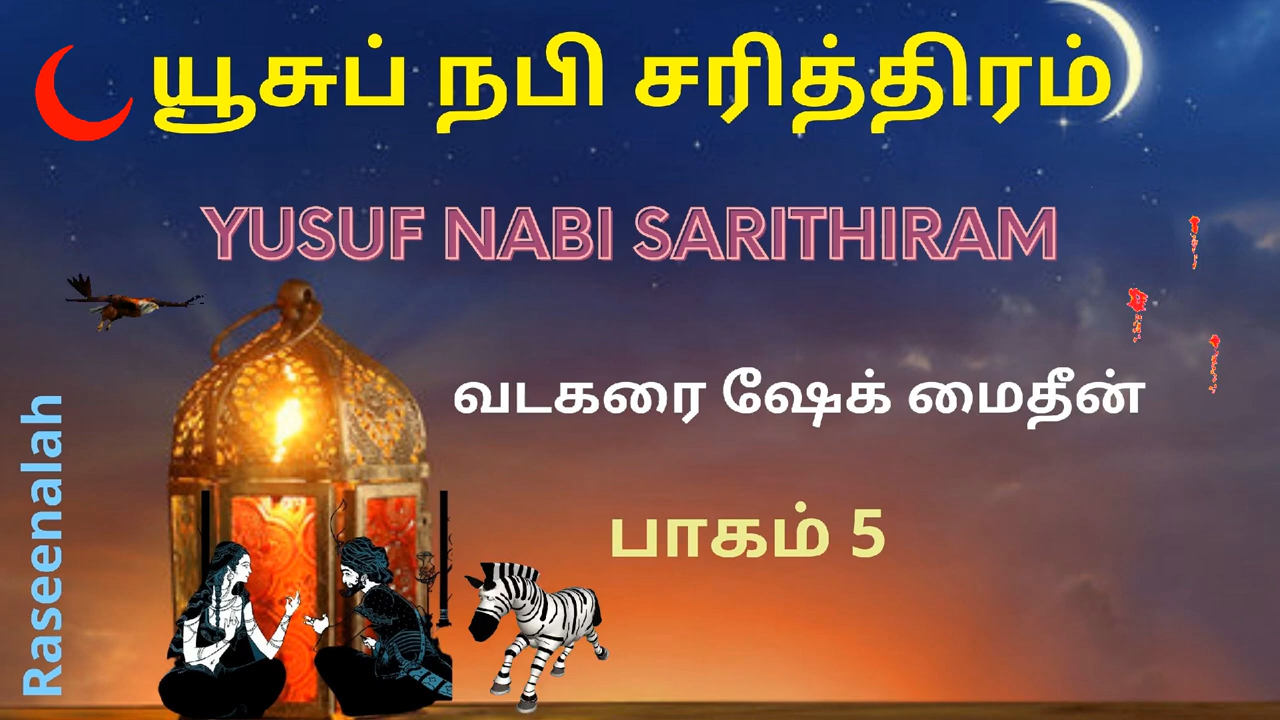 யூசுப் நபி சரித்திரம்
YUSUF NABI SARITHIRAM
வடகரை ஷேக் மைதீன்
பாகம் 5
Raseenalah